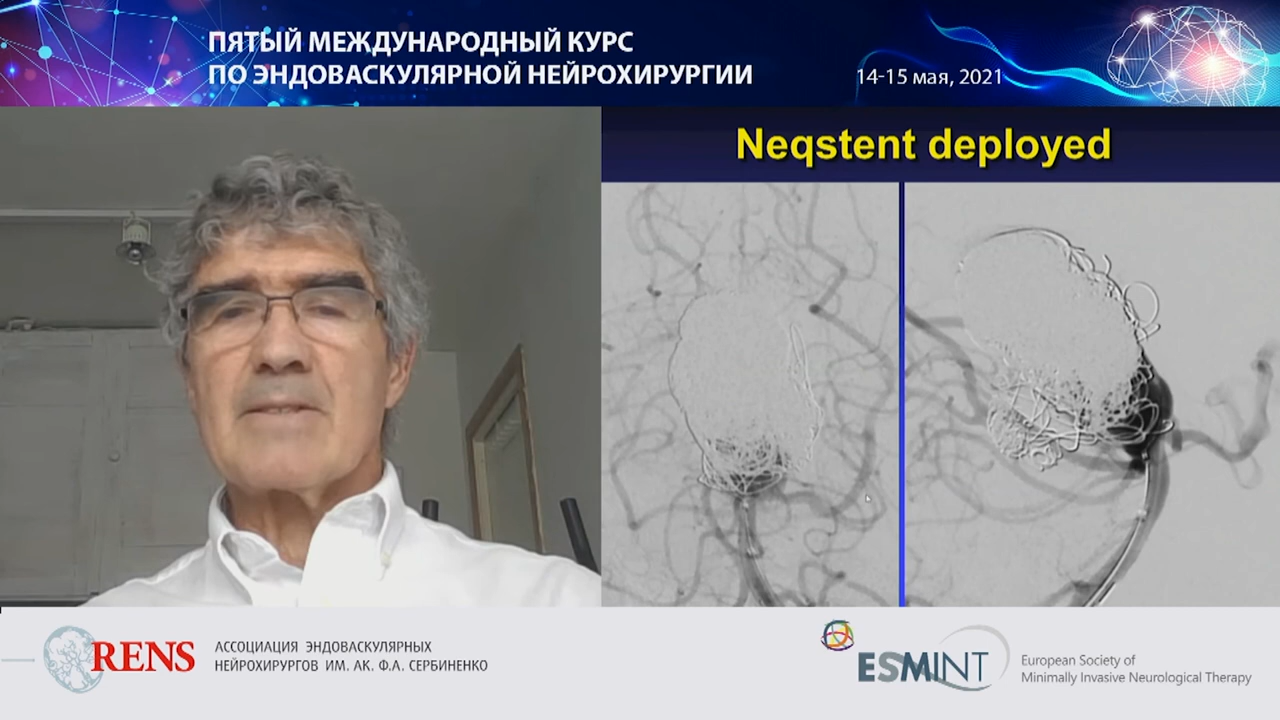 ПЯТЫЙ МЕЖДУНАРОДНЫЙ КУРС
ПО ЭНДОВАСКУЛЯРНОЙ НЕЙРОХИРУРГИИ
14-15 мая, 2021
Neqstent deployed
RENS
АССОЦИАЦИЯ ЭНДОВАСКУЛЯРНЫХ
НЕЙРОХИРУРГОВ ИМ. АК. Ф.А. СЕРБИНЕНКО
ESMINT
European Society of
Minimally Invasive Neurological Therapy